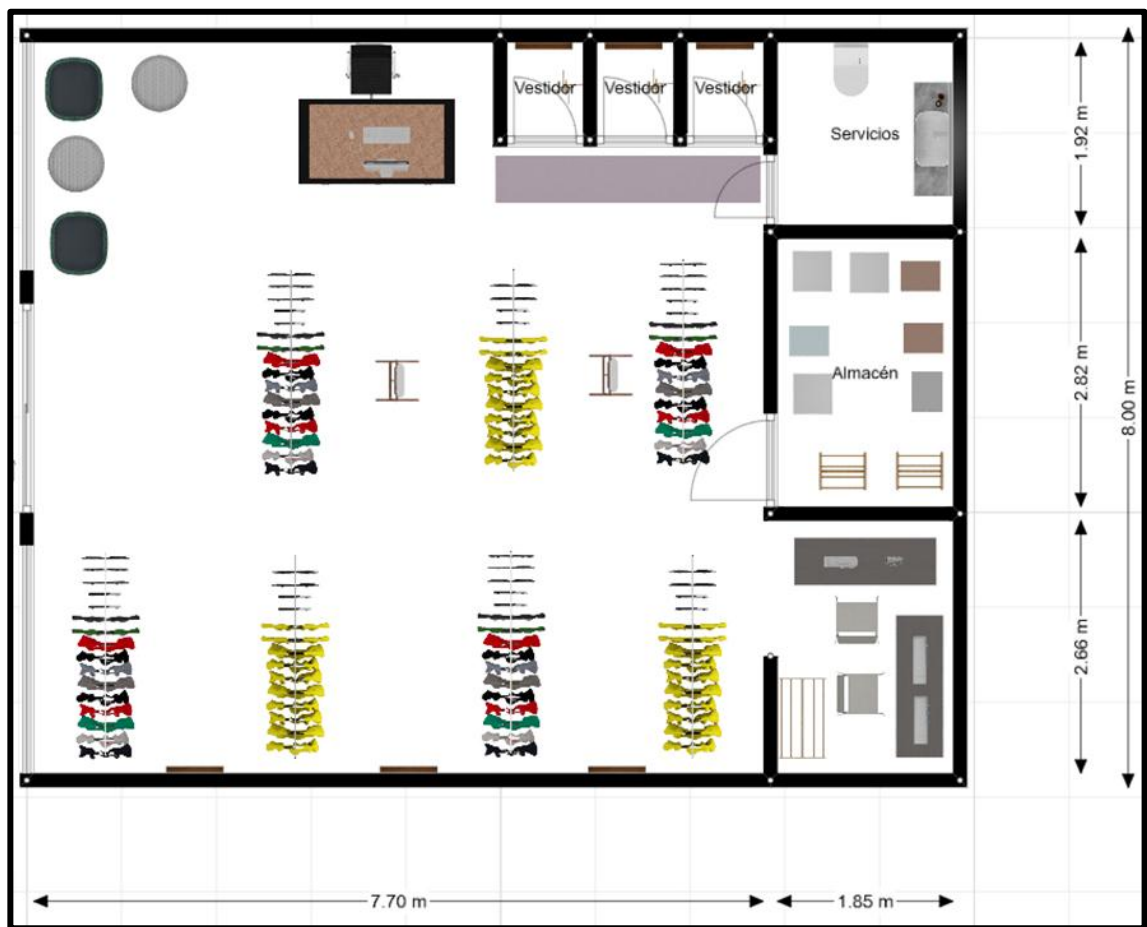 Vestidor
Vestidor
Vestidor
Servicios
1.92 m
Almacén
2.82 m
8.00 m
2.66 m
7.70 m
1.85 m